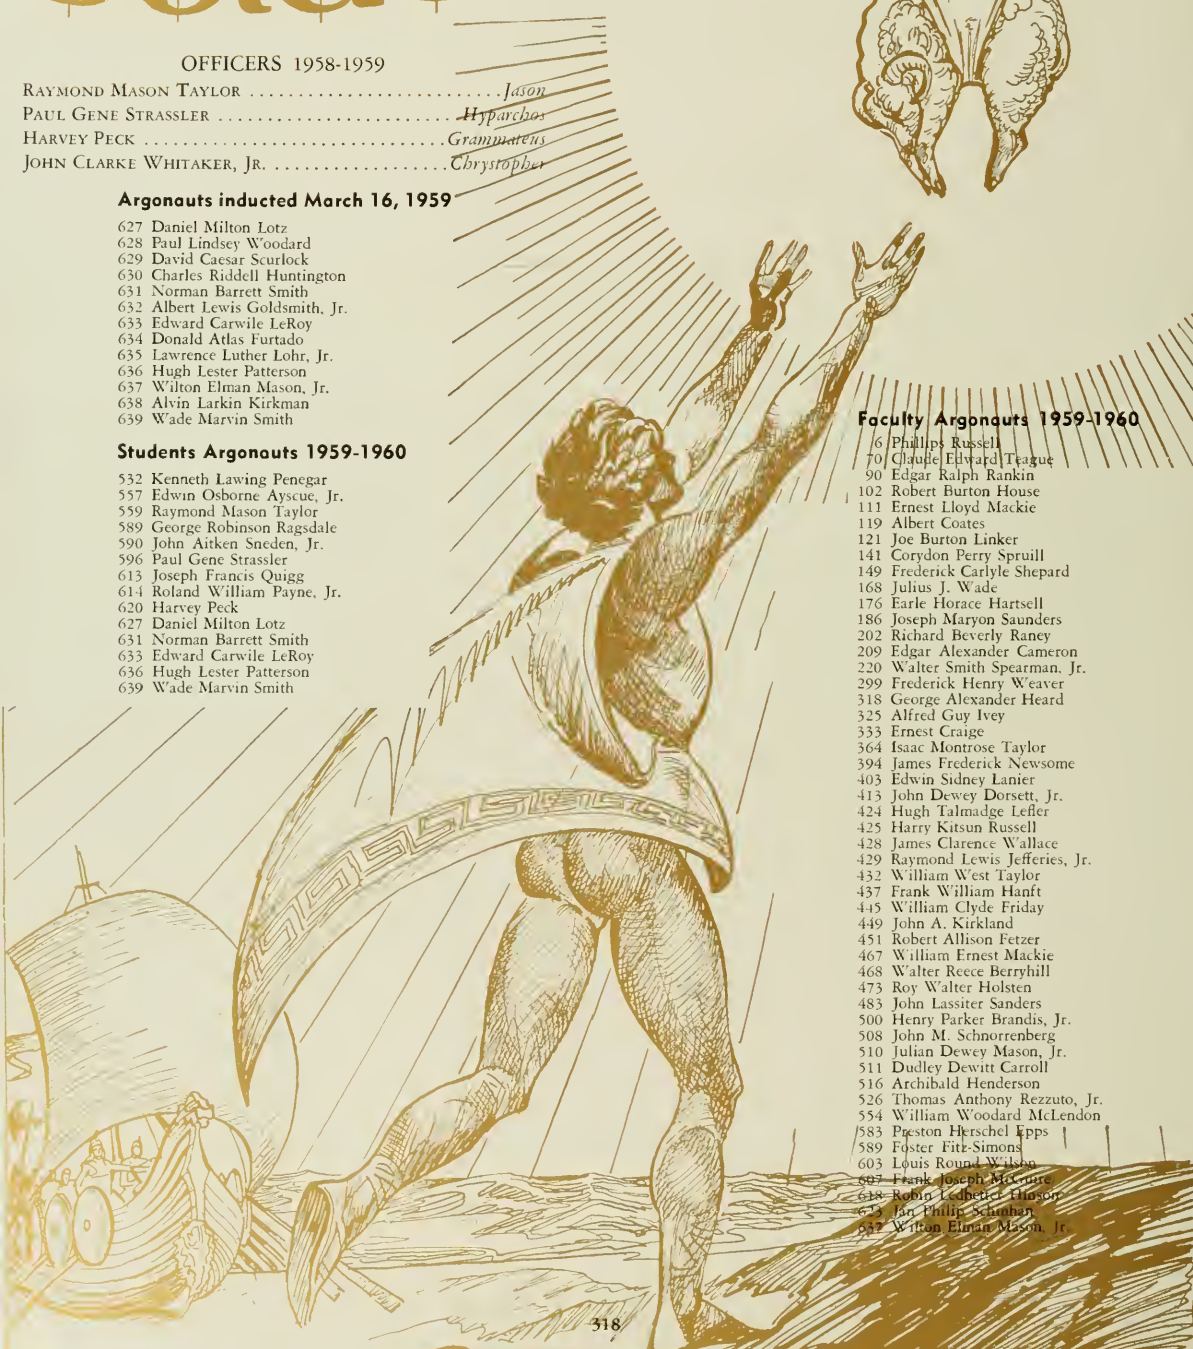 OFFICERS 1958-1959
RAYMOND MASON TAYLOR . . . . . . . . . . . . . . . . . . . . . . . . . . Jason
PAUL GENE STRASSLER . . . . . . . . . . . . . . . . . . . . . . . . Hyparchos
HARVEY PECK . . . . . . . . . . . . . . . . . . . . . . . . . . . . . . Grammateus
JOHN CLARKE WHITAKER, JR. . . . . . . . . . . . . . . . . . . Chrystopher
Argonauts inducted March 16, 1959
627 Daniel Milton Lotz
628 Paul Lindsey Woodard
629 David Caesar Scurlock
630 Charles Riddell Huntington
631 Norman Barrett Smith
632 Albert Lewis Goldsmith, Jr.
633 Edward Carwile LeRoy
634 Donald Atlas Furtado
635 Lawrence Luther Lohr, Jr.
636 Hugh Lester Patterson
637 Wilton Elman Mason, Jr.
638 Alvin Larkin Kirkman
639 Wade Marvin Smith
Students Argonauts 1959-1960
532 Kenneth Lawing Penegar
557 Edwin Osborne Ayscue, Jr.
559 Raymond Mason Taylor
589 George Robinson Ragsdale
590 John Aitken Sneden, Jr.
596 Paul Gene Strassler
613 Joseph Francis Quigg
614 Roland William Payne, Jr.
620 Harvey Peck
627 Daniel Milton Lotz
631 Norman Barrett Smith
633 Edward Carwile LeRoy
636 Hugh Lester Patterson
639 Wade Marvin Smith
Faculty Argonauts 1959-1960
6 Phillips Russell
70 Claude Edward Teague
90 Edgar Ralph Rankin
102 Robert Burton House
111 Ernest Lloyd Mackie
119 Albert Coates
121 Joe Burton Linker
141 Corydon Perry Spruill
149 Frederick Carlyle Shepard
168 Julius J. Wade
176 Earle Horace Hartsell
186 Joseph Maryon Saunders
202 Richard Beverly Raney
209 Edgar Alexander Cameron
220 Walter Smith Spearman, Jr.
299 Frederick Henry Weaver
318 George Alexander Heard
325 Alfred Guy Ivey
333 Ernest Craige
364 Isaac Montrose Taylor
394 James Frederick Newsome
403 Edwin Sidney Lanier
413 John Dewey Dorsett, Jr.
424 Hugh Talmadge Lefler
425 Harry Kitsun Russell
428 James Clarence Wallace
429 Raymond Lewis Jefferies, Jr.
432 William West Taylor
437 Frank William Hanft
445 William Clyde Friday
449 John A. Kirkland
451 Robert Allison Fetzer
467 William Ernest Mackie
468 Walter Reece Berryhill
473 Roy Walter Holsten
483 John Lassiter Sanders
500 Henry Parker Brandis, Jr.
508 John M. Schnorrenberg
510 Julian Dewey Mason, Jr.
511 Dudley Dewitt Carroll
516 Archibald Henderson
526 Thomas Anthony Rezzuto, Jr.
554 William Woodard McLendon
583 Preston Herschel Epps
589 Foster Fitz-Simons
603 Louis Round Wilson
607 Frank Joseph McGuire
618 Robin Ledbetter Hinson
623 Jan Philip Schinhan
637 Wilton Elman Mason, Jr.
318